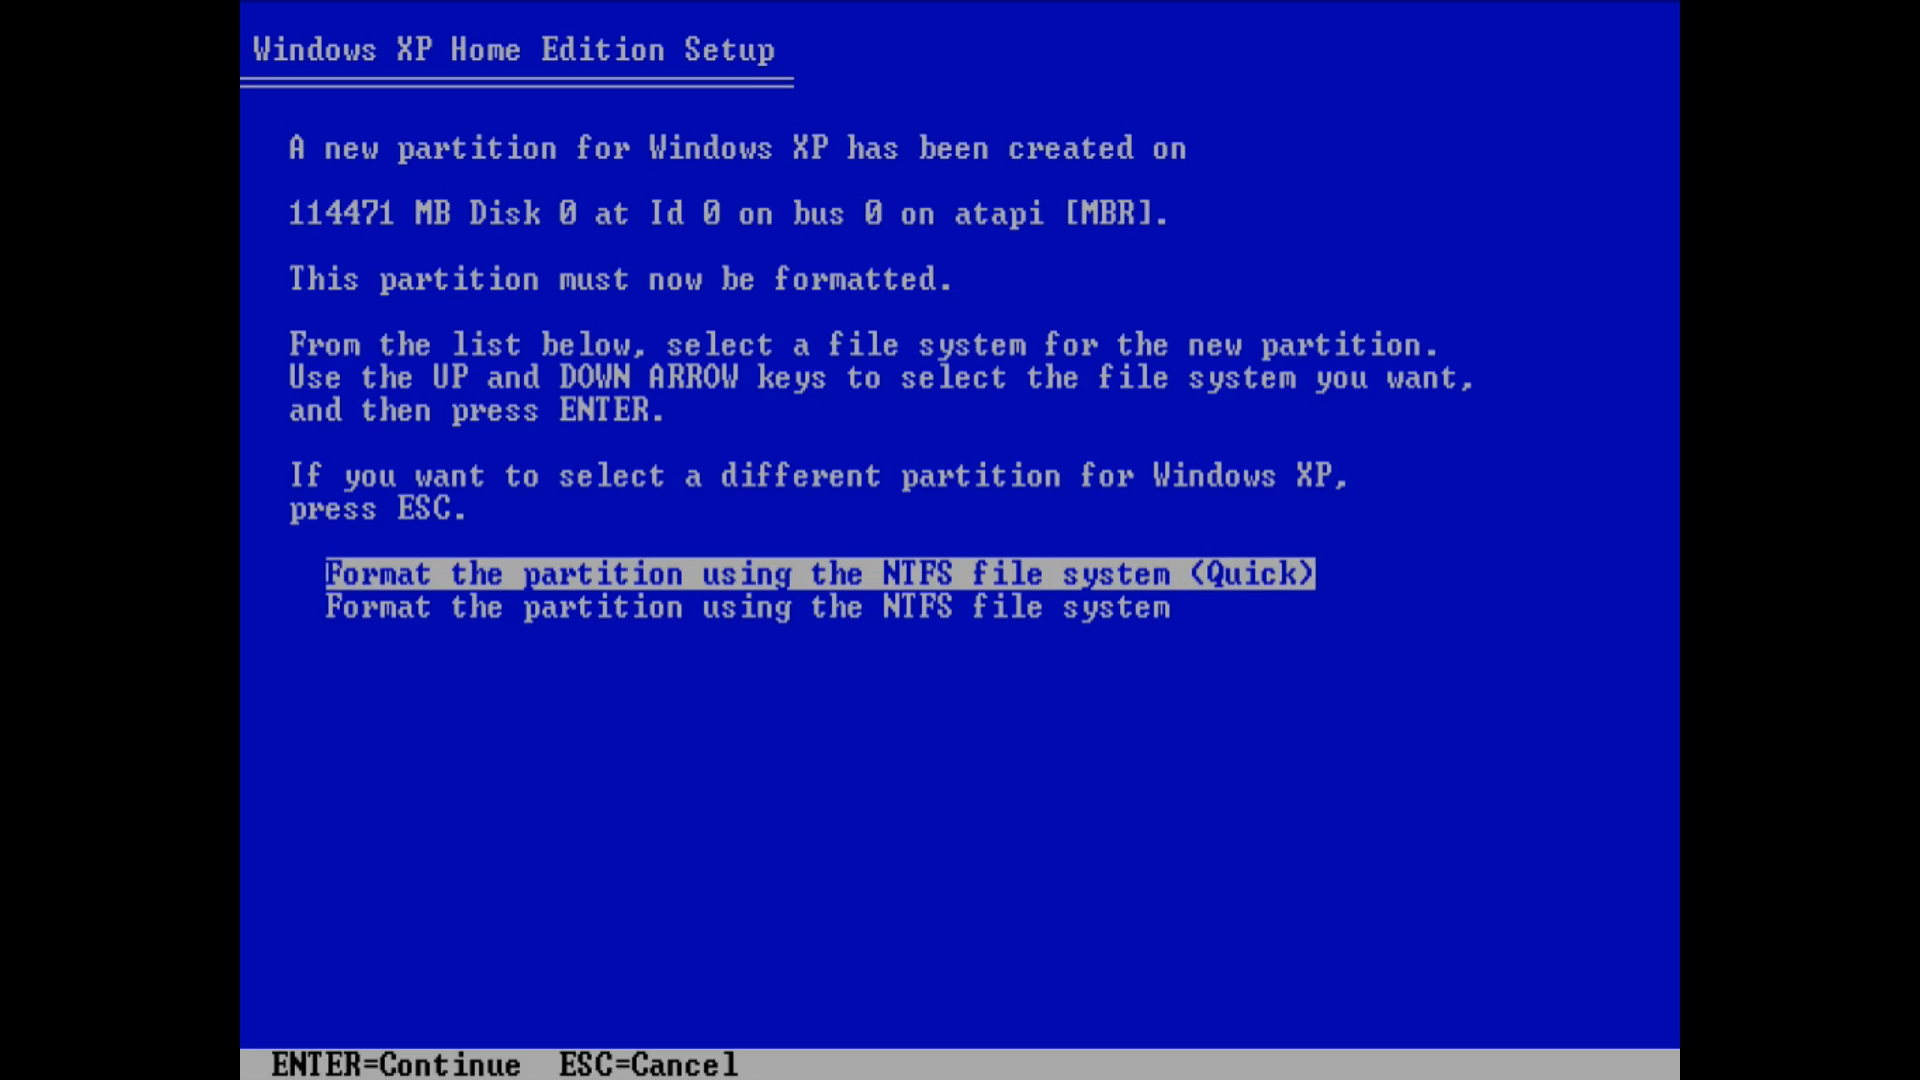 Windows XP Home Edition Setup
A new partition for Windows XP has been created on
114471 MB Disk 0 at Id 0 on bus 0 on atapi [MBR].
This partition must now be formatted.
From the list below, select a file system for the new partition.
Use the UP and DOWN ARROW keys to select the file system you want,
and then press ENTER.
If you want to select a different partition for Windows XP,
press ESC.
Format the partition using the NTFS file system (Quick)
Format the partition using the NTFS file system
ENTER=Continue  ESC=Cancel